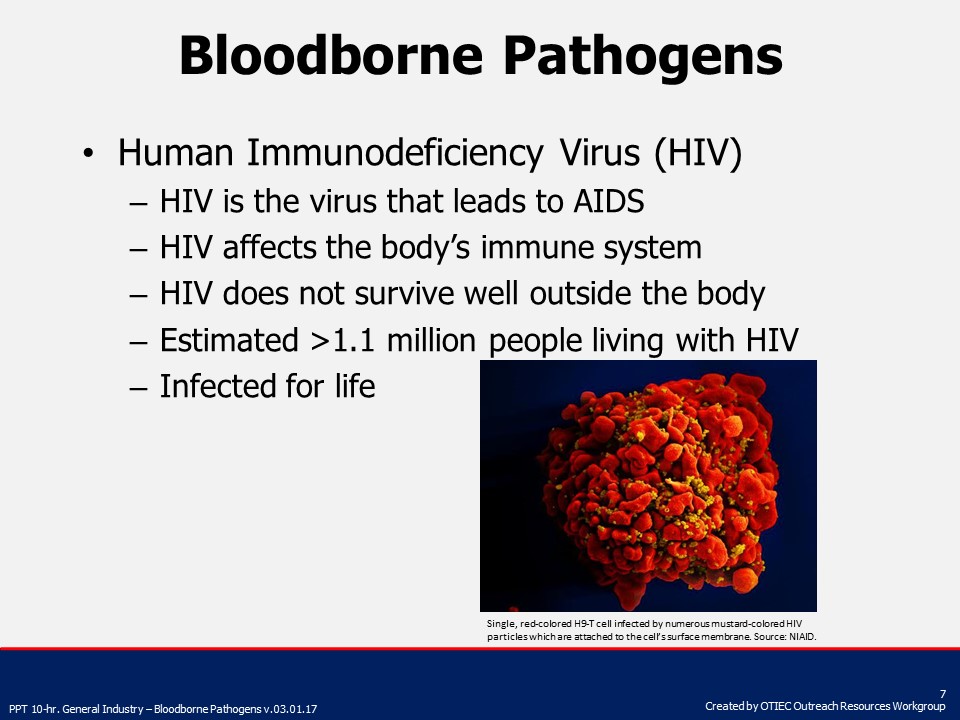 Bloodborne Pathogens
• Human Immunodeficiency Virus (HIV)
– HIV is the virus that leads to AIDS
– HIV affects the body’s immune system
– HIV does not survive well outside the body
– Estimated >1.1 million people living with HIV
– Infected for life
Single, red-colored H9-T cell infected by numerous mustard-colored HIV
particles which are attached to the cell’s surface membrane. Source: NIAID.
7
PPT 10-hr. General Industry – Bloodborne Pathogens v.03.01.17
Created by OTIEC Outreach Resources Workgroup